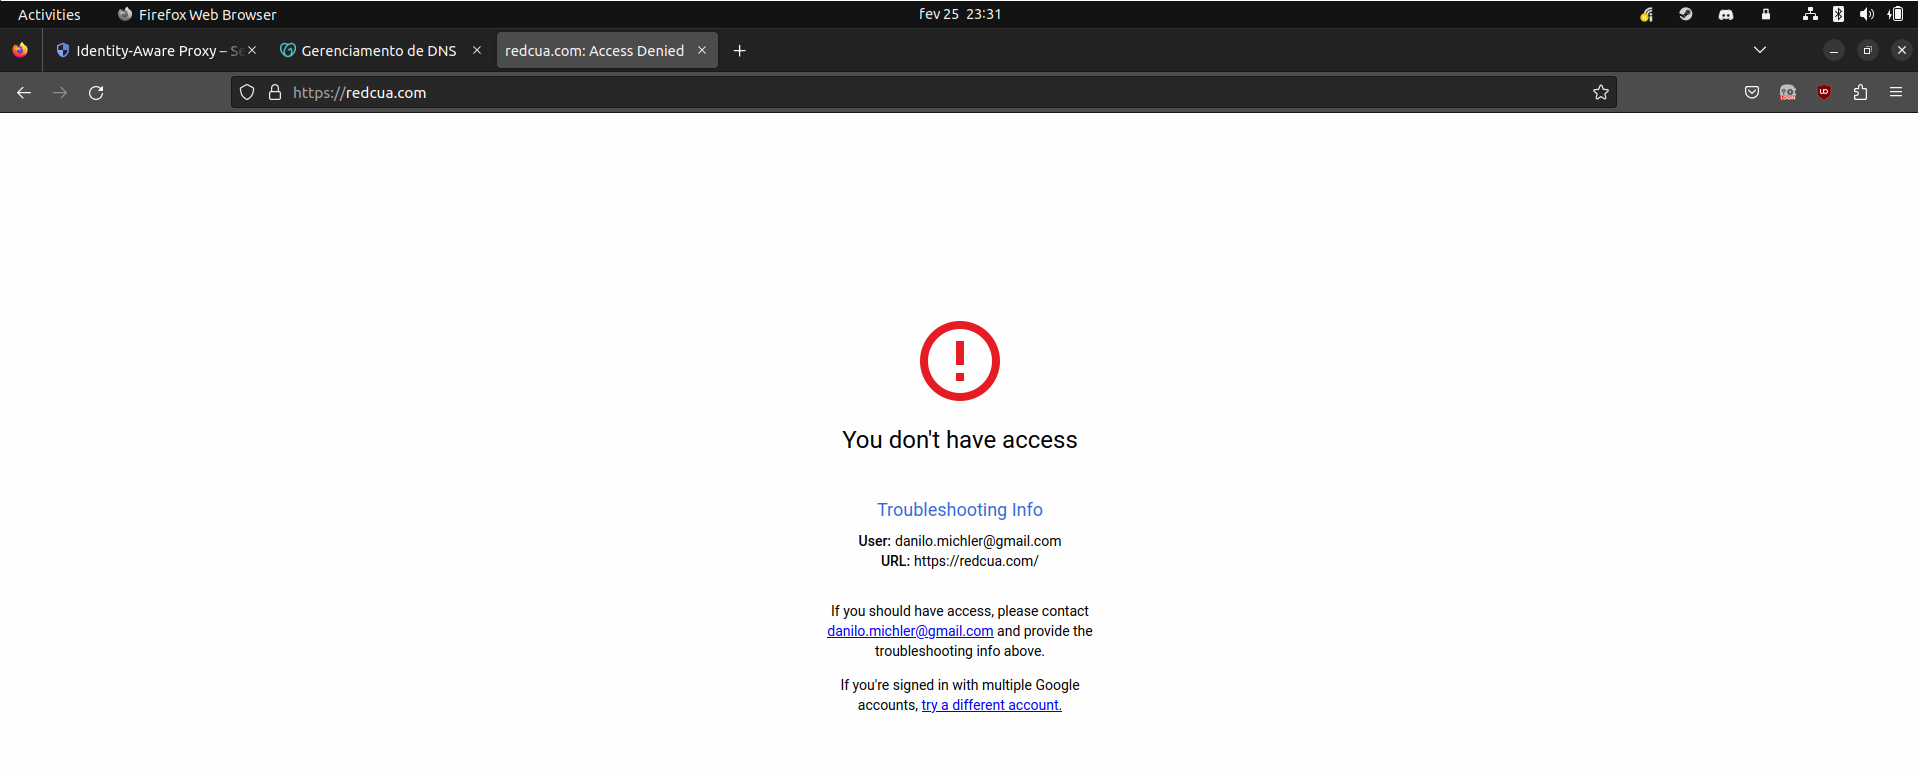 Activities Firefox Web Browser fev 25 23:31
Identity-Aware Proxy – Se Gerenciamento de DNS redcua.com: Access Denied
https://redcua.com
You don't have access
Troubleshooting Info
User: danilo.michler@gmail.com
URL: https://redcua.com/
If you should have access, please contact
danilo.michler@gmail.com and provide the
troubleshooting info above.
If you're signed in with multiple Google
accounts, try a different account.